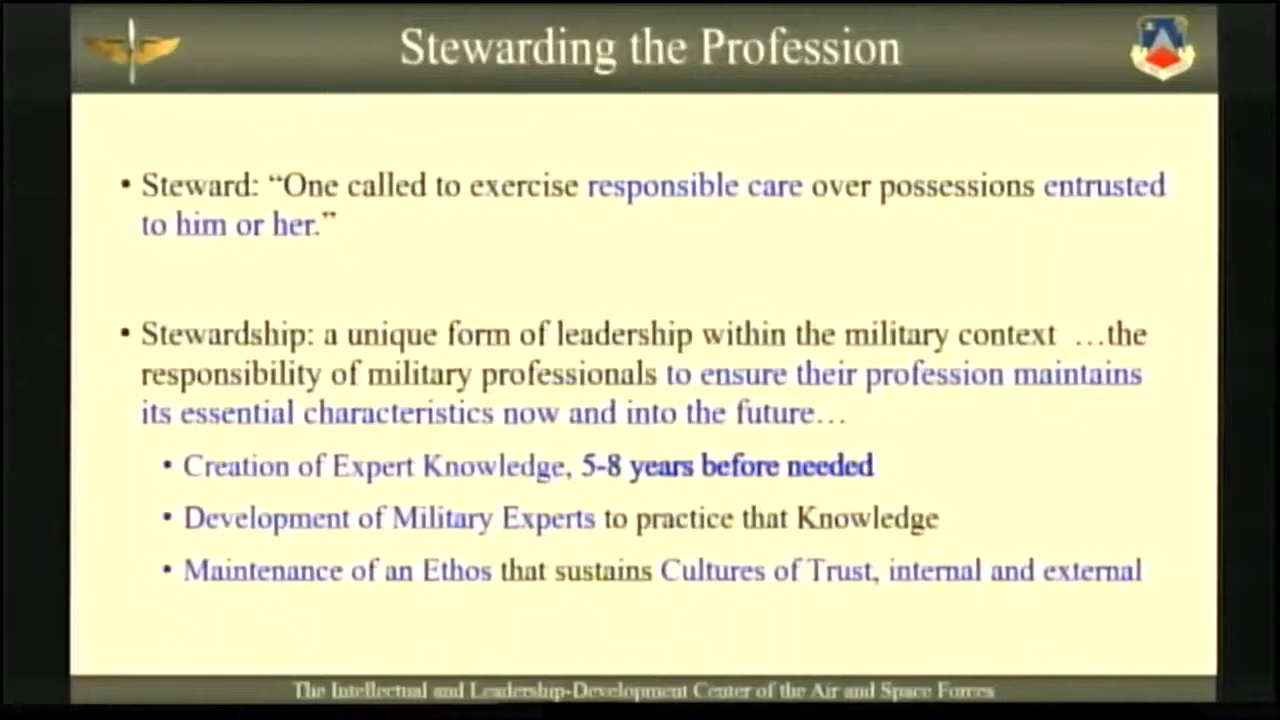 Stewarding the Profession
• Steward: “One called to exercise responsible care over possessions entrusted
to him or her.”
• Stewardship: a unique form of leadership within the military context …the
responsibility of military professionals to ensure their profession maintains
its essential characteristics now and into the future…
• Creation of Expert Knowledge, 5-8 years before needed
• Development of Military Experts to practice that Knowledge
• Maintenance of an Ethos that sustains Cultures of Trust, internal and external
The Intellectual and Leadership-Development Center of the Air and Space Forces